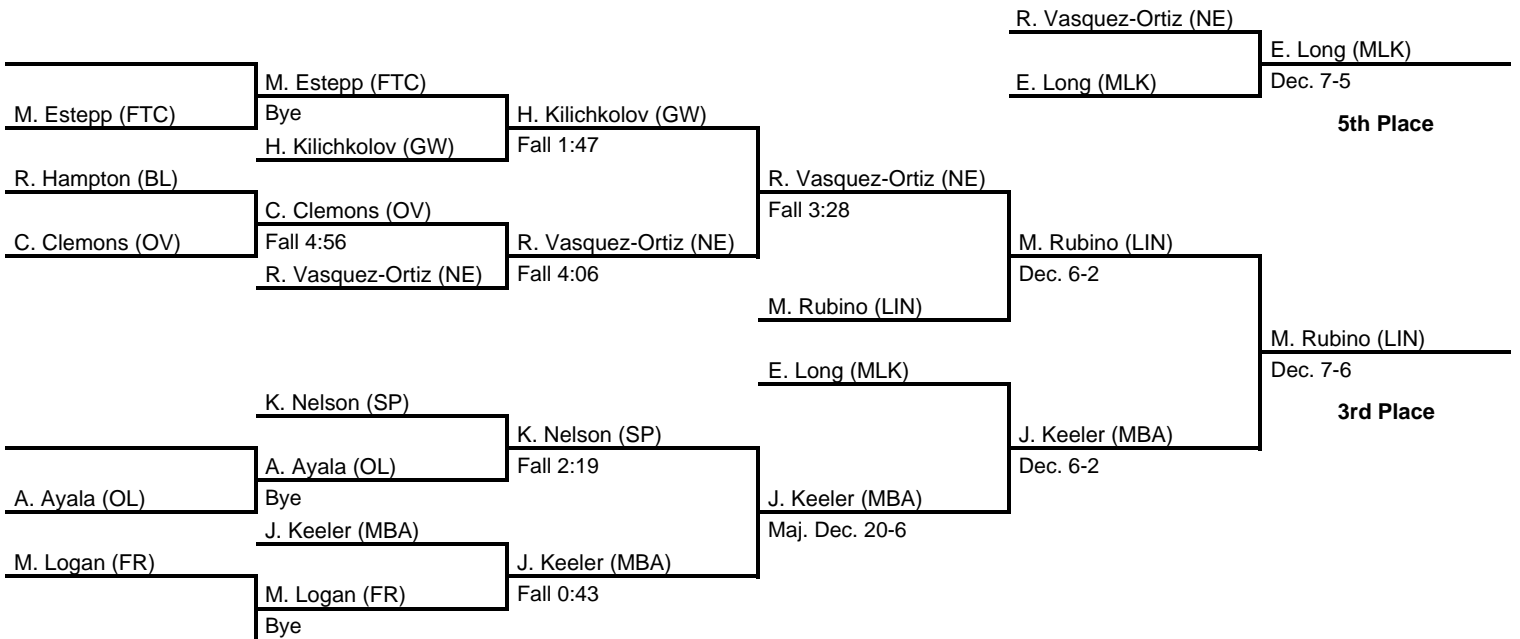 R. Vasquez-Ortiz (NE)
E. Long (MLK)
M. Estepp (FTC)
E. Long (MLK)
Dec. 7-5
M. Estepp (FTC)
Bye
H. Kilichkolov (GW)
5th Place
H. Kilichkolov (GW)
Fall 1:47
R. Hampton (BL)
R. Vasquez-Ortiz (NE)
C. Clemons (OV)
Fall 3:28
C. Clemons (OV)
Fall 4:56
R. Vasquez-Ortiz (NE)
M. Rubino (LIN)
R. Vasquez-Ortiz (NE)
Fall 4:06
Dec. 6-2
M. Rubino (LIN)
M. Rubino (LIN)
E. Long (MLK)
Dec. 7-6
K. Nelson (SP)
3rd Place
K. Nelson (SP)
J. Keeler (MBA)
A. Ayala (OL)
Fall 2:19
Dec. 6-2
A. Ayala (OL)
Bye
J. Keeler (MBA)
J. Keeler (MBA)
Maj. Dec. 20-6
M. Logan (FR)
J. Keeler (MBA)
M. Logan (FR)
Fall 0:43
Bye